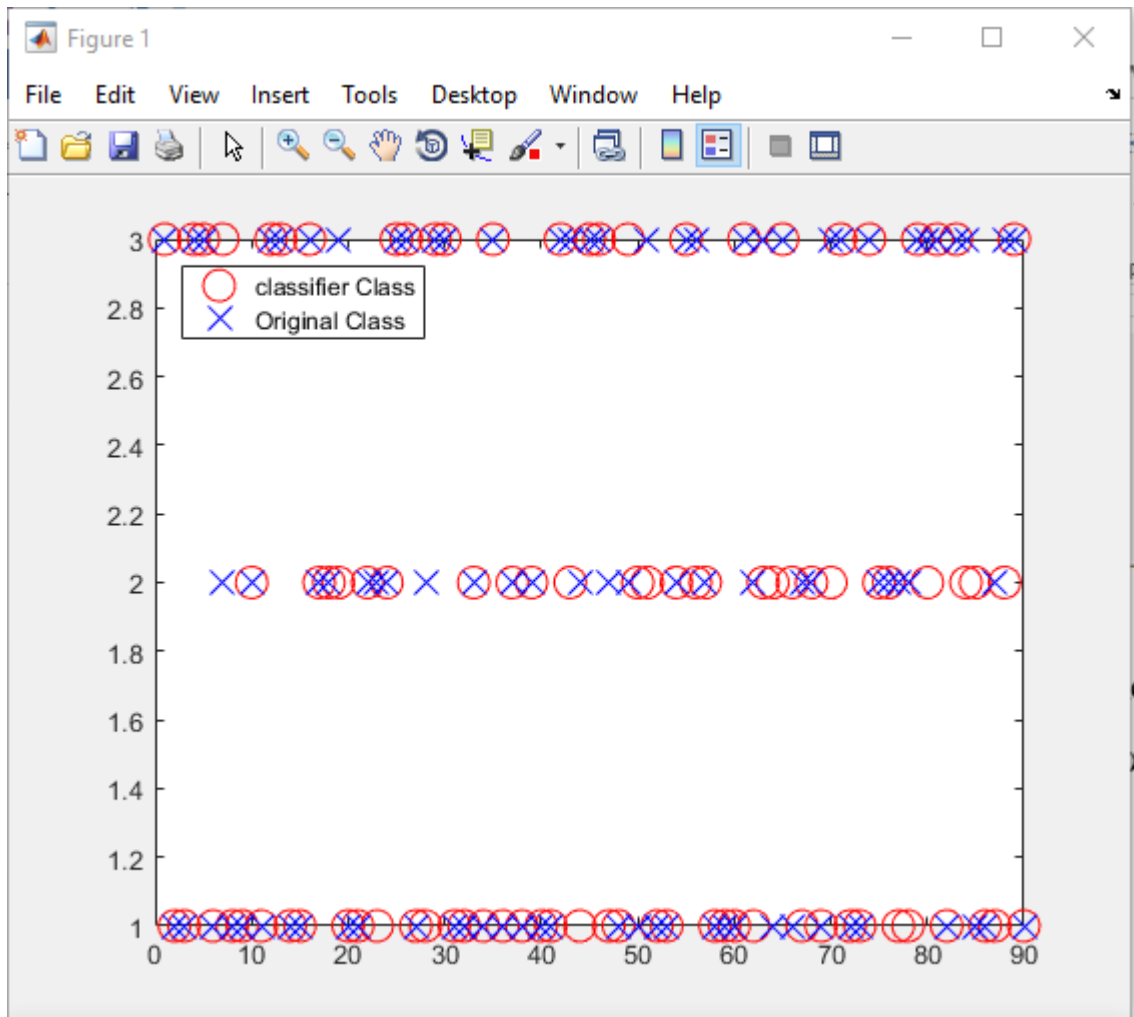 Figure 1
File Edit View Insert Tools Desktop Window Help
3
classifier Class
Original Class
2.8
2.6
2.4
2.2
2
1.8
1.6
1.4
1.2
1
0 10 20 30 40 50 60 70 80 90